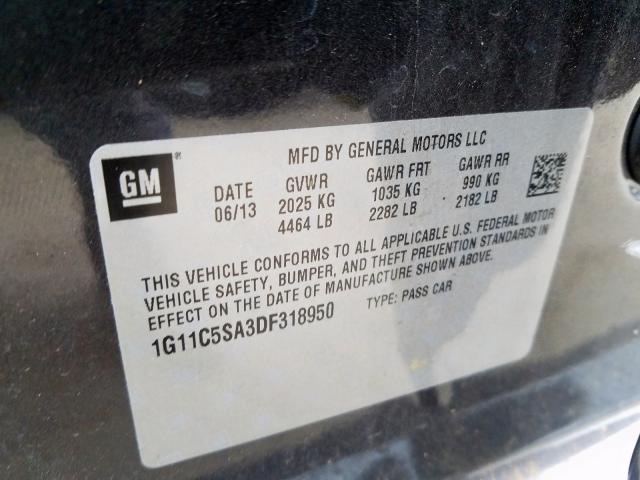 GM®
MFD BY GENERAL MOTORS LLC
DATE GVWR GAWR FRT GAWR RR
06/13 2025 KG 1035 KG 990 KG
4464 LB 2282 LB 2182 LB
THIS VEHICLE CONFORMS TO ALL APPLICABLE U.S. FEDERAL MOTOR
VEHICLE SAFETY, BUMPER, AND THEFT PREVENTION STANDARDS IN
EFFECT ON THE DATE OF MANUFACTURE SHOWN ABOVE.
1G11C5SA3DF318950 TYPE: PASS CAR